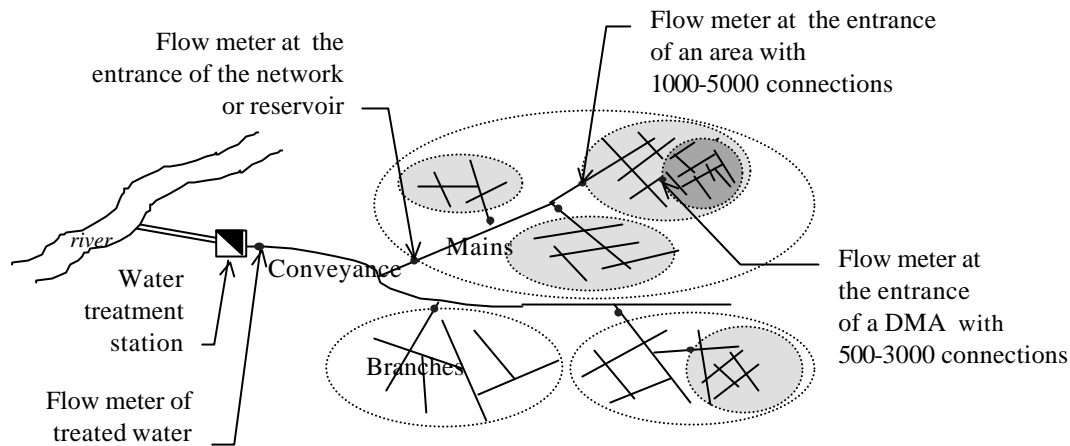 Flow meter at the
entrance of the network
or reservoir
Flow meter at the entrance
of an area with
1000-5000 connections
river
Mains
Conveyance
Water
treatment
station
Flow meter at
the entrance
of a DMA with
500-3000 connections
Branches
Flow meter of
treated water